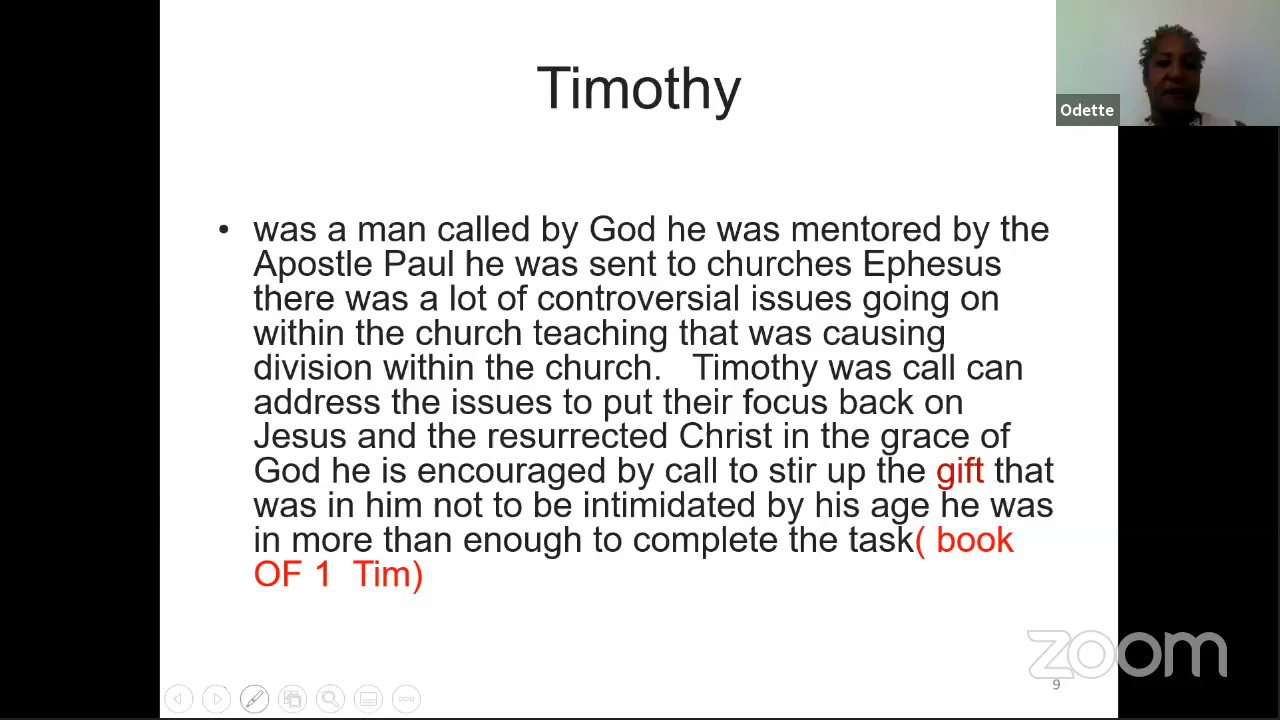 Timothy
Odette
• was a man called by God he was mentored by the
Apostle Paul he was sent to churches Ephesus
there was a lot of controversial issues going on
within the church teaching that was causing
division within the church.   Timothy was call can
address the issues to put their focus back on
Jesus and the resurrected Christ in the grace of
God he is encouraged by call to stir up the gift that
was in him not to be intimidated by his age he was
in more than enough to complete the task( book
OF 1  Tim)
zoom
9